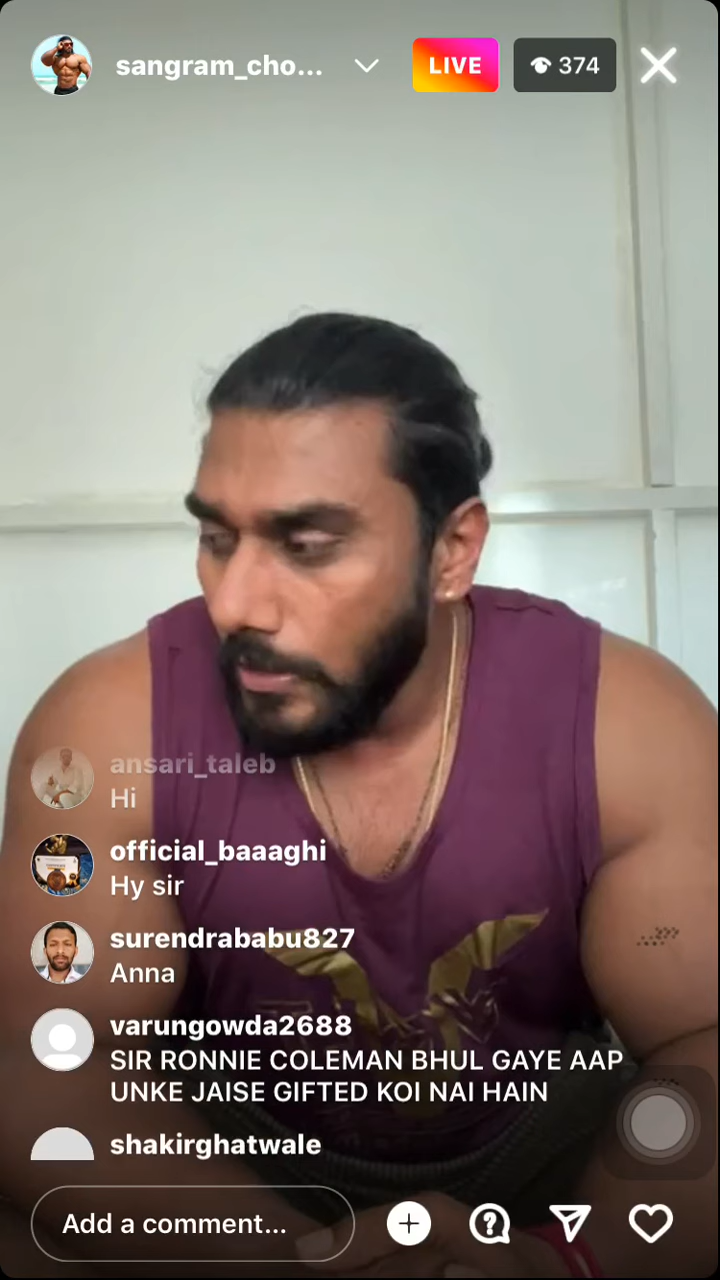 sangram_cho...
LIVE
374
ansari_taleb
Hi
official_baaaghi
Hy sir
surendrababu827
Anna
varungowda2688
SIR RONNIE COLEMAN BHUL GAYE AAP
UNKE JAISE GIFTED KOI NAI HAIN
shakirghatwale
Add a comment...